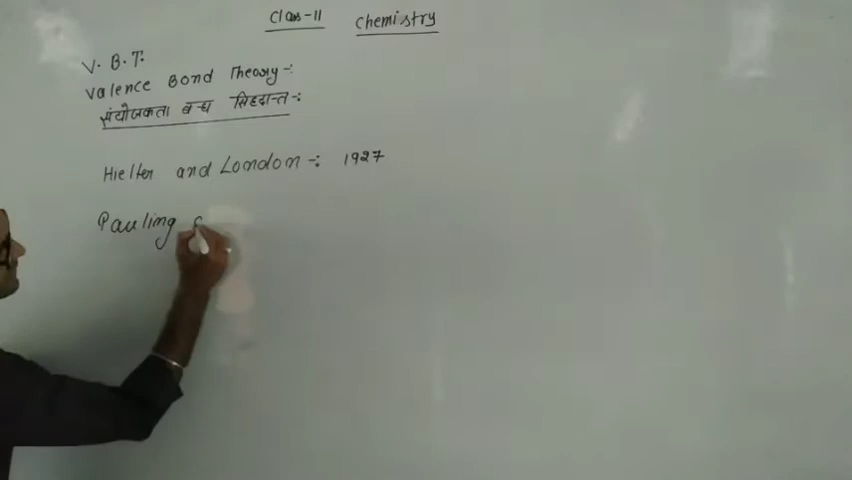 Class-11 Chemistry
V. B. T.
Valence Bond Theory-:
संयोजकता बन्ध सिद्दान्त-:
Hielter and London -: 1927
Pauling